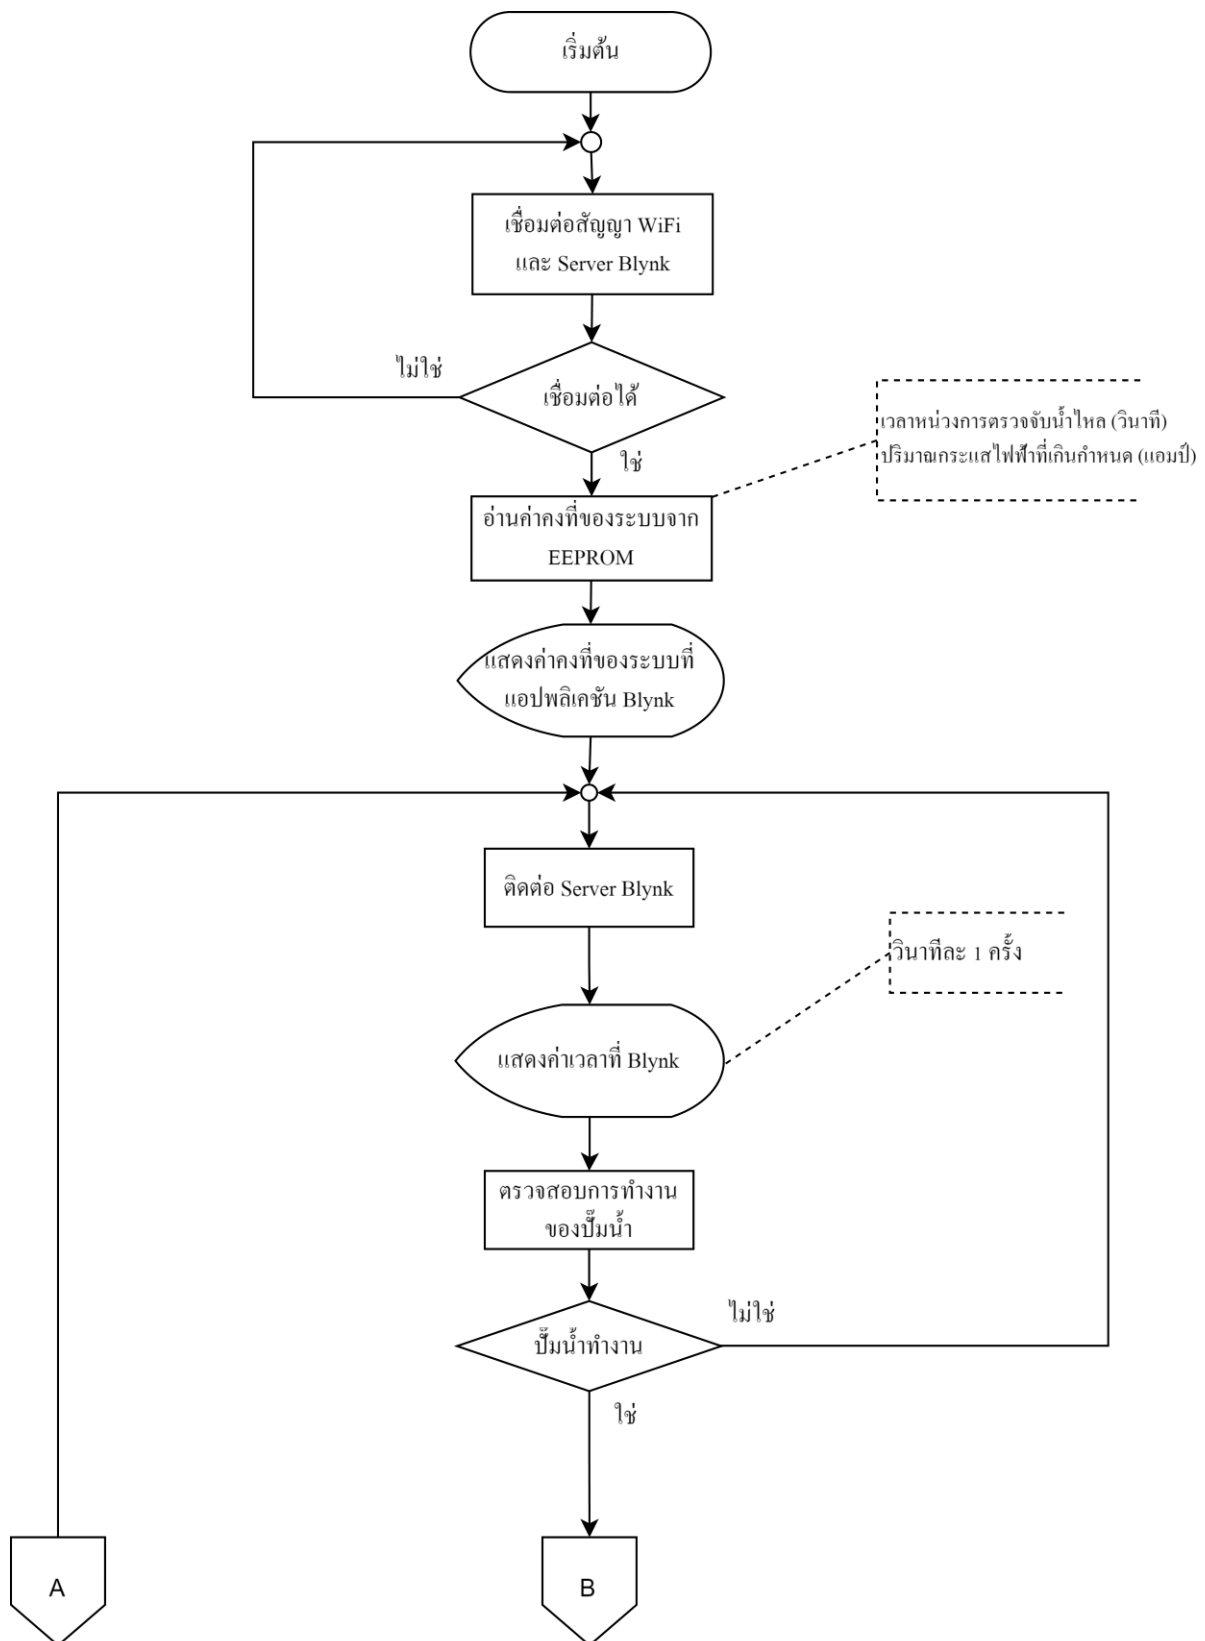 เริ่มต้น
เชื่อมต่อสัญญา WiFi
และ Server Blynk
ไม่ใช่
เชื่อมต่อได้
ใช่
เวลาหน่วงการตรวจจับน้ำไหล (วินาที)
ปริมาณกระแสไฟฟ้าที่เกินกำหนด (แอมป์)
อ่านค่าคงที่ของระบบจาก
EEPROM
แสดงค่าคงที่ของระบบที่
แอปพลิเคชัน Blynk
ติดต่อ Server Blynk
วินาทีละ 1 ครั้ง
แสดงค่าเวลาที่ Blynk
ตรวจสอบการทำงาน
ของปั๊มน้ำ
ไม่ใช่
ปั๊มน้ำทำงาน
ใช่
A
B